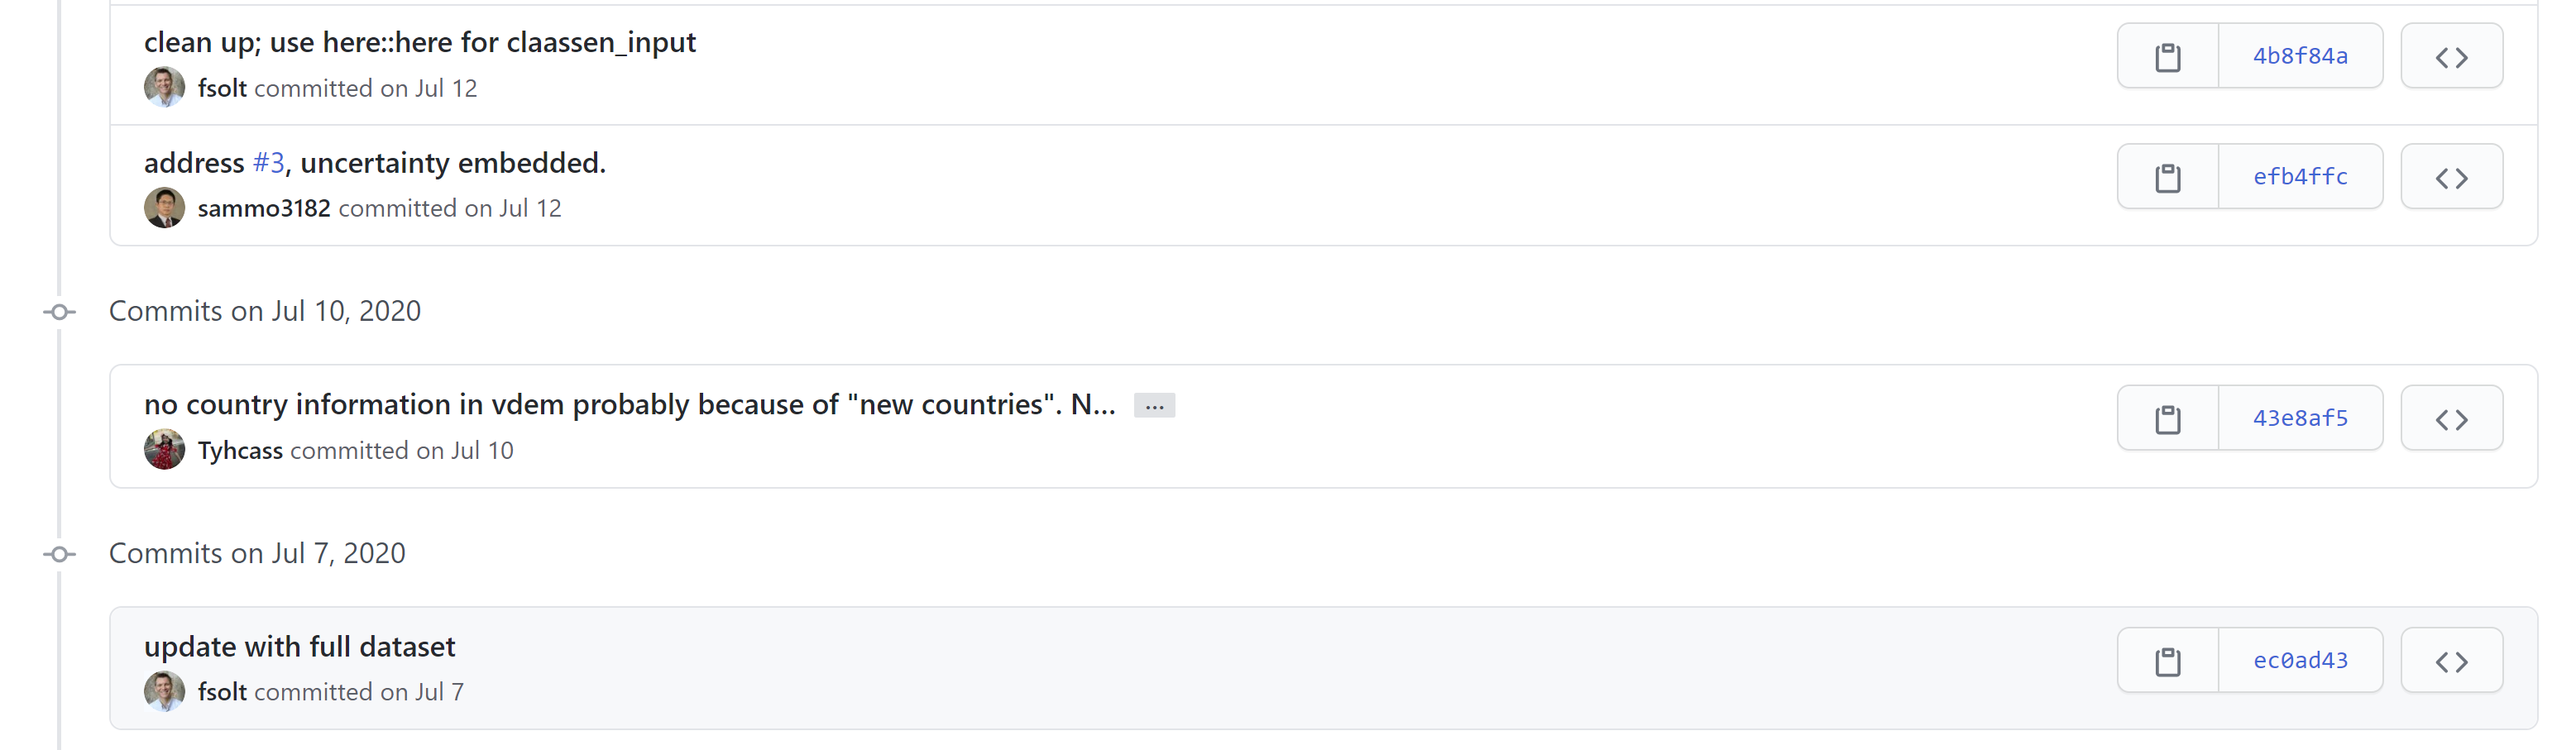 clean up; use here::here for claassen_input
4b8f84a
fsolt committed on Jul 12
address #3, uncertainty embedded.
efb4ffc
sammo3182 committed on Jul 12
Commits on Jul 10, 2020
no country information in vdem probably because of "new countries". N... ...
43e8af5
Tyhcass committed on Jul 10
Commits on Jul 7, 2020
update with full dataset
ec0ad43
fsolt committed on Jul 7